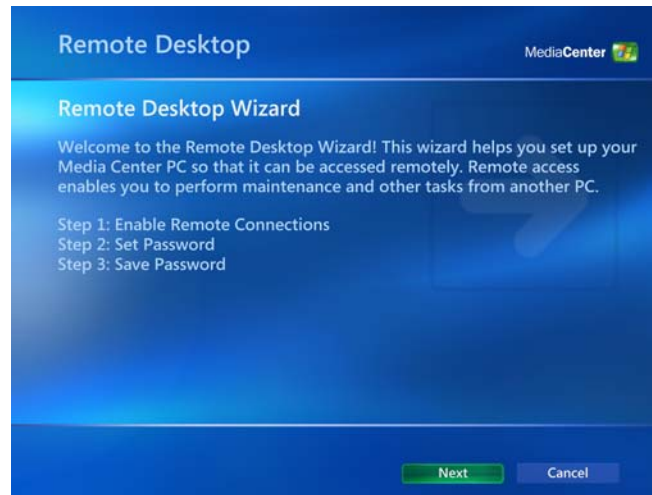 Remote Desktop
MediaCenter
Remote Desktop Wizard
Welcome to the Remote Desktop Wizard! This wizard helps you set up your
Media Center PC so that it can be accessed remotely. Remote access
enables you to perform maintenance and other tasks from another PC.
Step 1: Enable Remote Connections
Step 2: Set Password
Step 3: Save Password
Next
Cancel